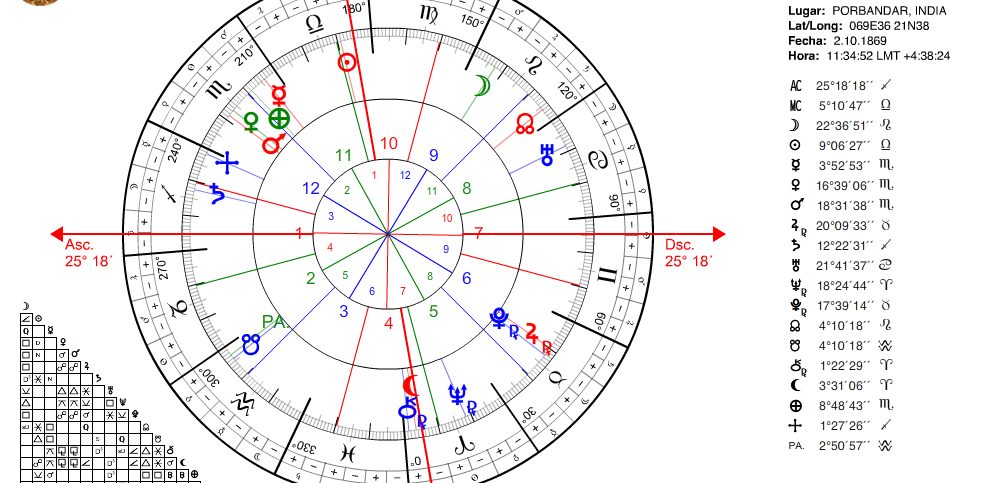 Lugar: PORBANDAR, INDIA
Lat/Long: 069E36 21N38
Fecha: 2.10.1869
Hora: 11:34:52 LMT +4:38:24
AC 25°18´18´´ ♐
MC 5°10´47´´ ♎
☽ 22°36´51´´ ♌
☉ 9°06´27´´ ♎
☿ 3°52´53´´ ♏
♀ 16°39´06´´ ♏
♂ 18°31´38´´ ♏
♃R 20°09´33´´ ♉
♄ 12°22´31´´ ♐
♅ 21°41´37´´ ♋
♆R 18°24´44´´ ♈
♇R 17°39´14´´ ♉
☊ 4°10´18´´ ♌
☋ 4°10´18´´ ♒
⚷R 1°22´29´´ ♈
⚸ 3°31´06´´ ♈
⊕ 8°48´43´´ ♏
1°27´26´´ ♐
PA. 2°50´57´´ ♒
180°
150°
210°
120°
240°
90°
Asc.
25° 18´
Dsc.
25° 18´
270°
60°
300°
30°
330°
0°
PA.
10
11
9
12
8
1
7
2
6
3
5
4
1
12
2
11
3
10
4
9
5
8
6
7